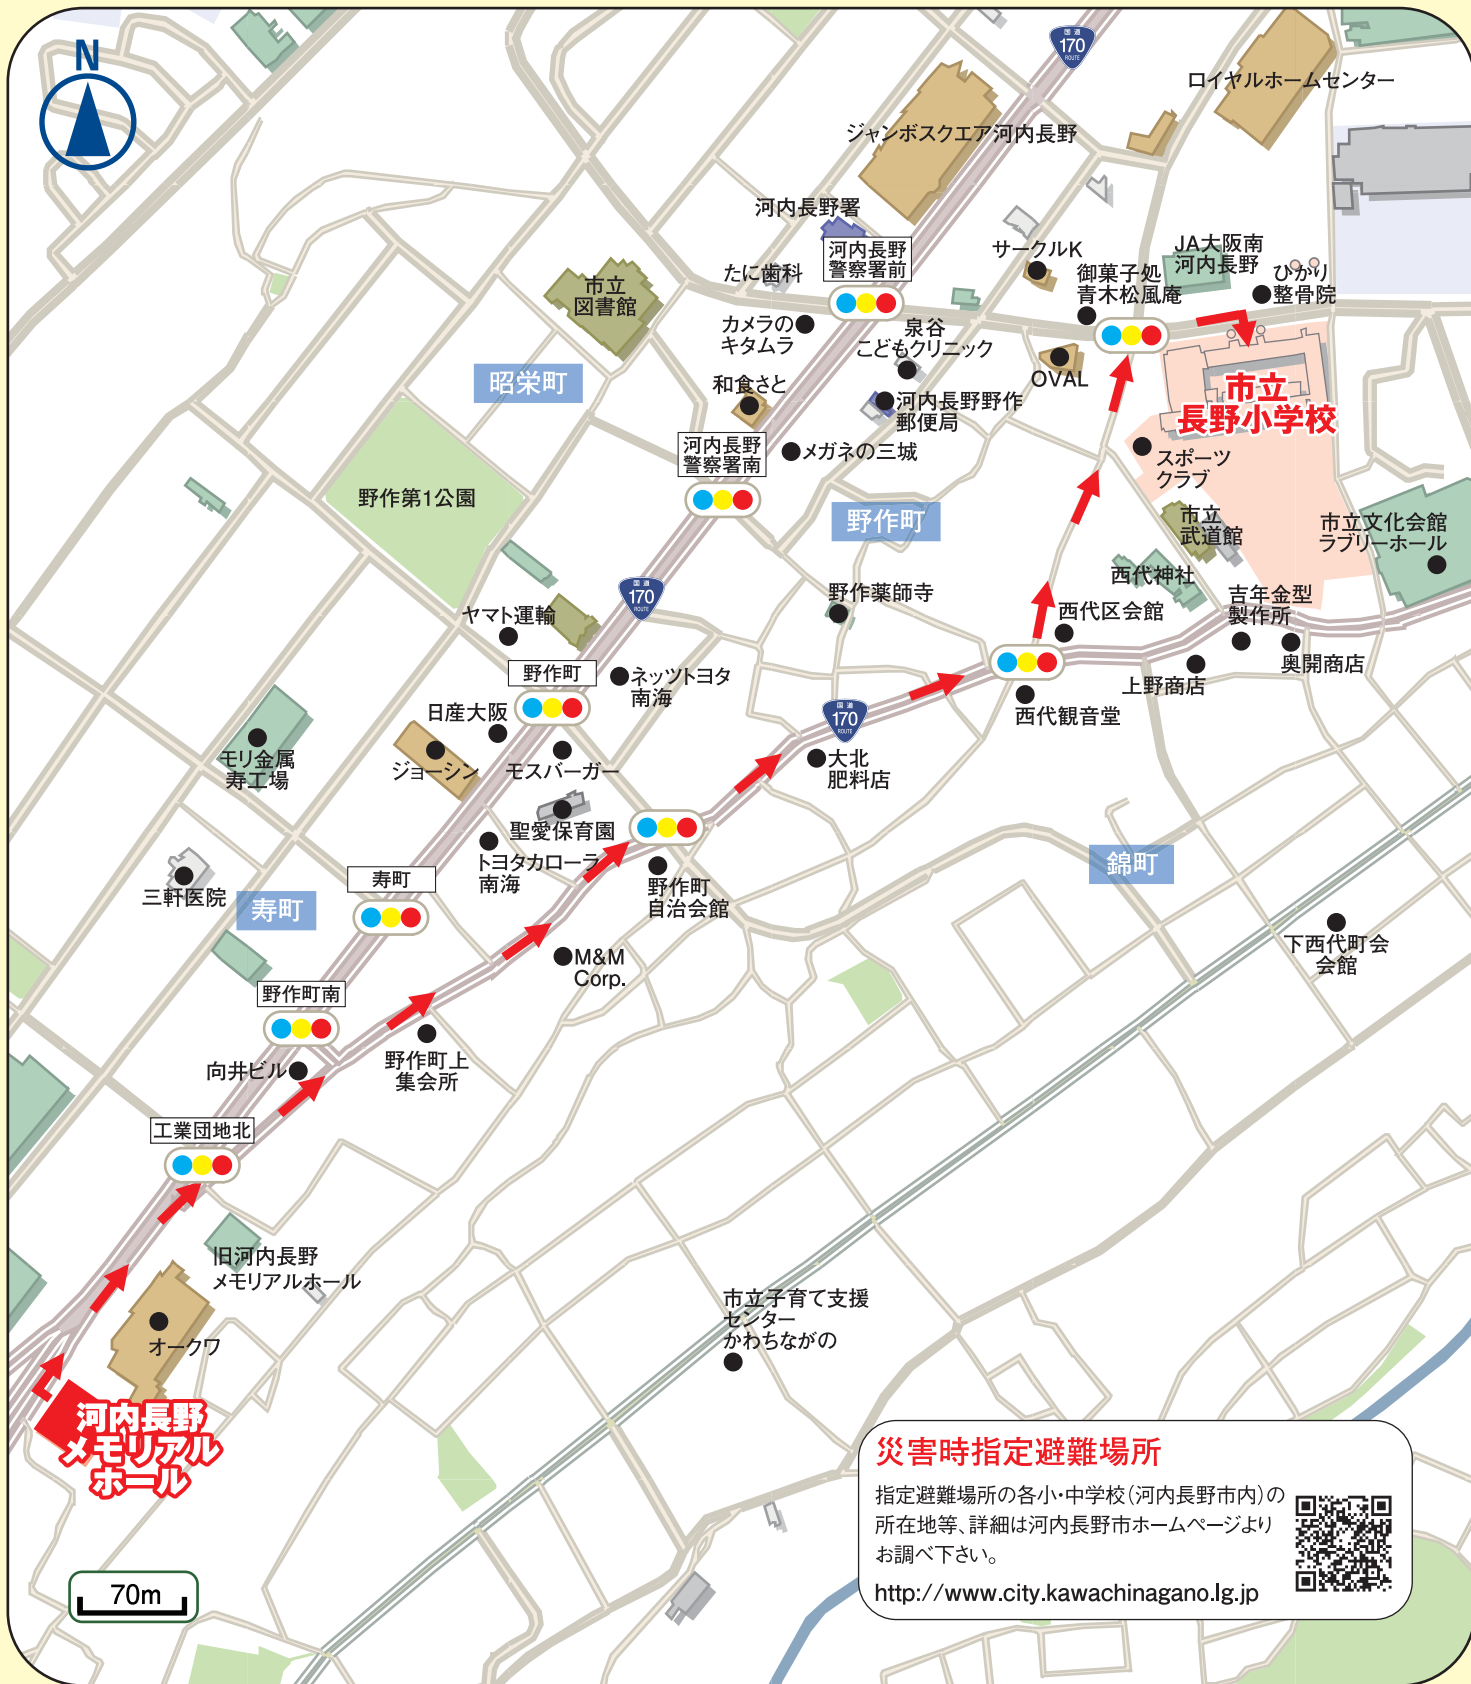 N
国道
170
ROUTE
ロイヤルホームセンター
ジャンボスクエア河内長野
河内長野署
河内長野
警察署前
サークルK
JA大阪南
河内長野
たに歯科
御菓子処
青木松風庵
ひかり
整骨院
市立
図書館
カメラの
キタムラ
泉谷
こどもクリニック
OVAL
昭栄町
和食さと
河内長野野作
郵便局
市立
長野小学校
河内長野
警察署南
メガネの三城
スポーツ
クラブ
野作第1公園
野作町
市立
武道館
市立文化会館
ラブリーホール
国道
170
ROUTE
西代神社
ヤマト運輸
野作薬師寺
西代区会館
吉年金型
製作所
野作町
ネッツトヨタ
南海
奥開商店
上野商店
日産大阪
国道
170
ROUTE
西代観音堂
モリ金属
寿工場
ジョーシン
モスバーガー
大北
肥料店
聖愛保育園
トヨタカローラ
南海
錦町
三軒医院
寿町
寿町
野作町
自治会館
下西代町会
会館
M&M
Corp.
野作町南
向井ビル
野作町上
集会所
工業団地北
旧河内長野
メモリアルホール
オークワ
市立子育て支援
センター
かわちながの
河内長野
メモリアル
ホール
災害時指定避難場所
指定避難場所の各小・中学校（河内長野市内）の
所在地等、詳細は河内長野市ホームページより
お調べ下さい。
http://www.city.kawachinagano.lg.jp
70m